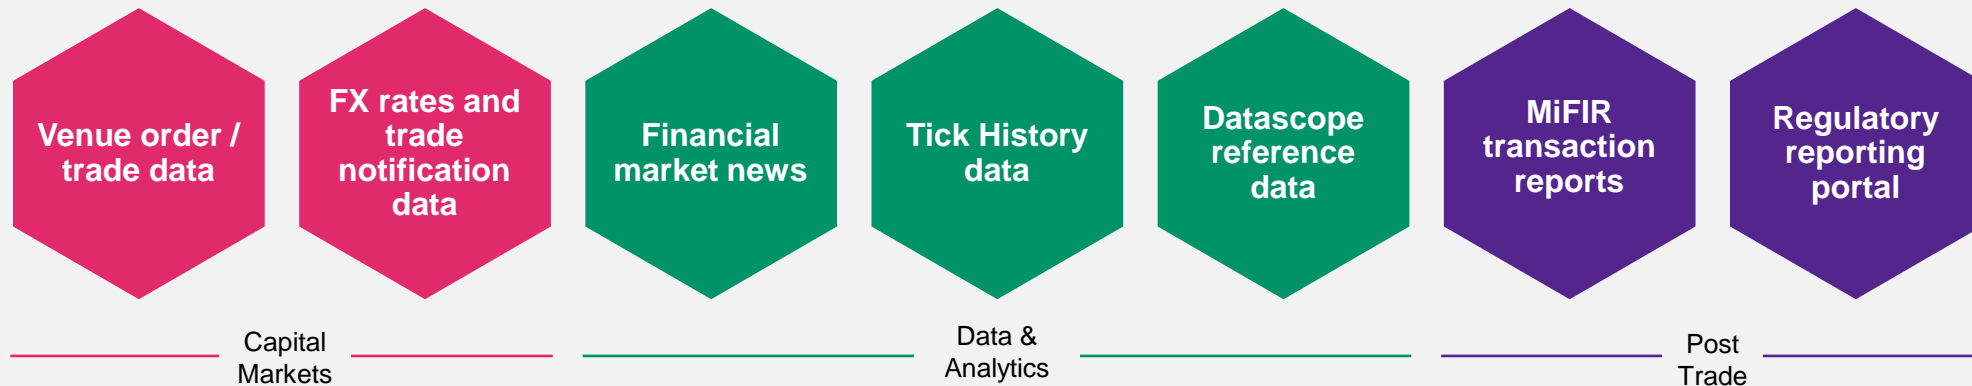 Venue order /
trade data
FX rates and
trade
notification
data
Financial
market news
Tick History
data
Datascope
reference
data
MiFIR
transaction
reports
Regulatory
reporting
portal
Capital
Markets
Data &
Analytics
Post
Trade